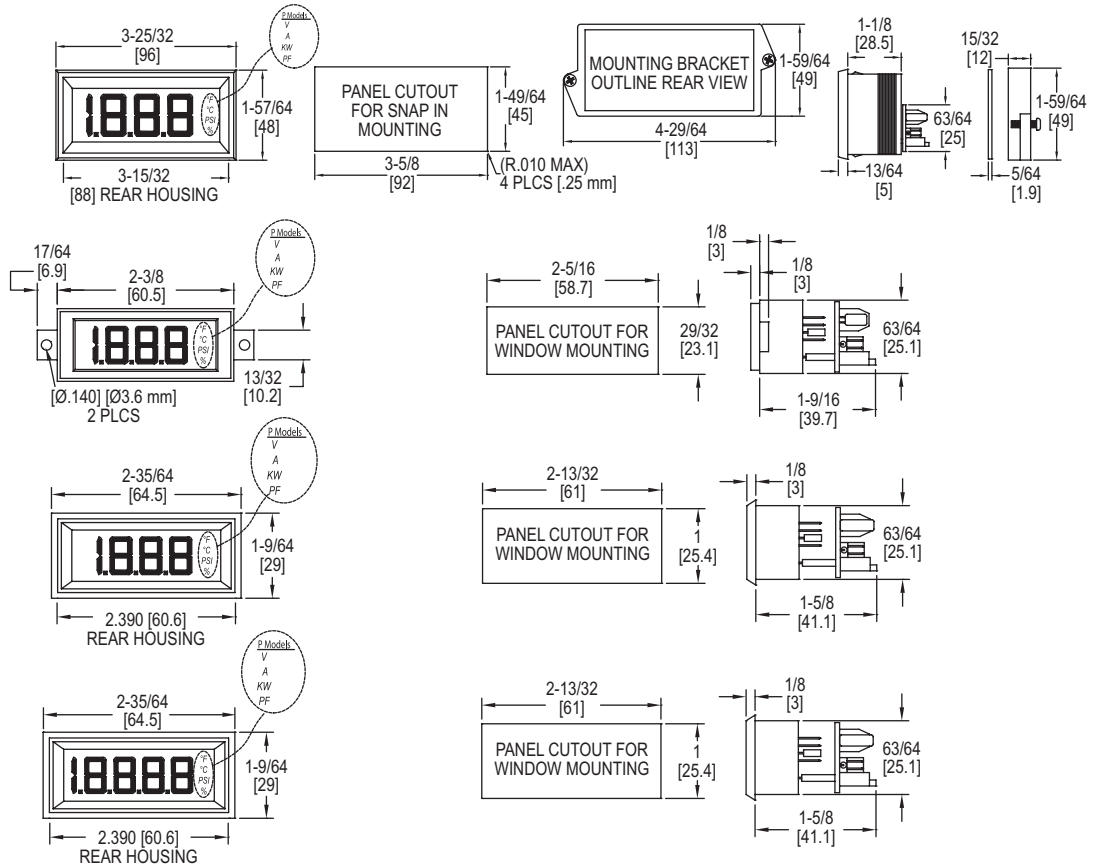 P Models
V
A
KW
PF
3-25/32
[96]
1.8.8.8
°F
°C
PSI
%
1-57/64
[48]
3-15/32
[88] REAR HOUSING
PANEL CUTOUT
FOR SNAP IN
MOUNTING
1-49/64
[45]
3-5/8
[92]
(R.010 MAX)
4 PLCS [.25 mm]
MOUNTING BRACKET
OUTLINE REAR VIEW
1-59/64
[49]
4-29/64
[113]
1-1/8
[28.5]
63/64
[25]
13/64
[5]
15/32
[12]
1-59/64
[49]
5/64
[1.9]
P Models
V
A
KW
PF
17/64
[6.9]
2-3/8
[60.5]
1.8.8.8
°F
°C
PSI
%
13/32
[10.2]
[Ø.140] [Ø3.6 mm]
2 PLCS
2-5/16
[58.7]
PANEL CUTOUT FOR
WINDOW MOUNTING
29/32
[23.1]
1/8
[3]
1/8
[3]
63/64
[25.1]
1-9/16
[39.7]
P Models
V
A
KW
PF
2-35/64
[64.5]
1.8.8.8
°F
°C
PSI
%
1-9/64
[29]
2.390 [60.6]
REAR HOUSING
2-13/32
[61]
PANEL CUTOUT FOR
WINDOW MOUNTING
1
[25.4]
1/8
[3]
63/64
[25.1]
1-5/8
[41.1]
P Models
V
A
KW
PF
2-35/64
[64.5]
1.8.8.8.8
°F
°C
PSI
%
1-9/64
[29]
2.390 [60.6]
REAR HOUSING
2-13/32
[61]
PANEL CUTOUT FOR
WINDOW MOUNTING
1
[25.4]
1/8
[3]
63/64
[25.1]
1-5/8
[41.1]